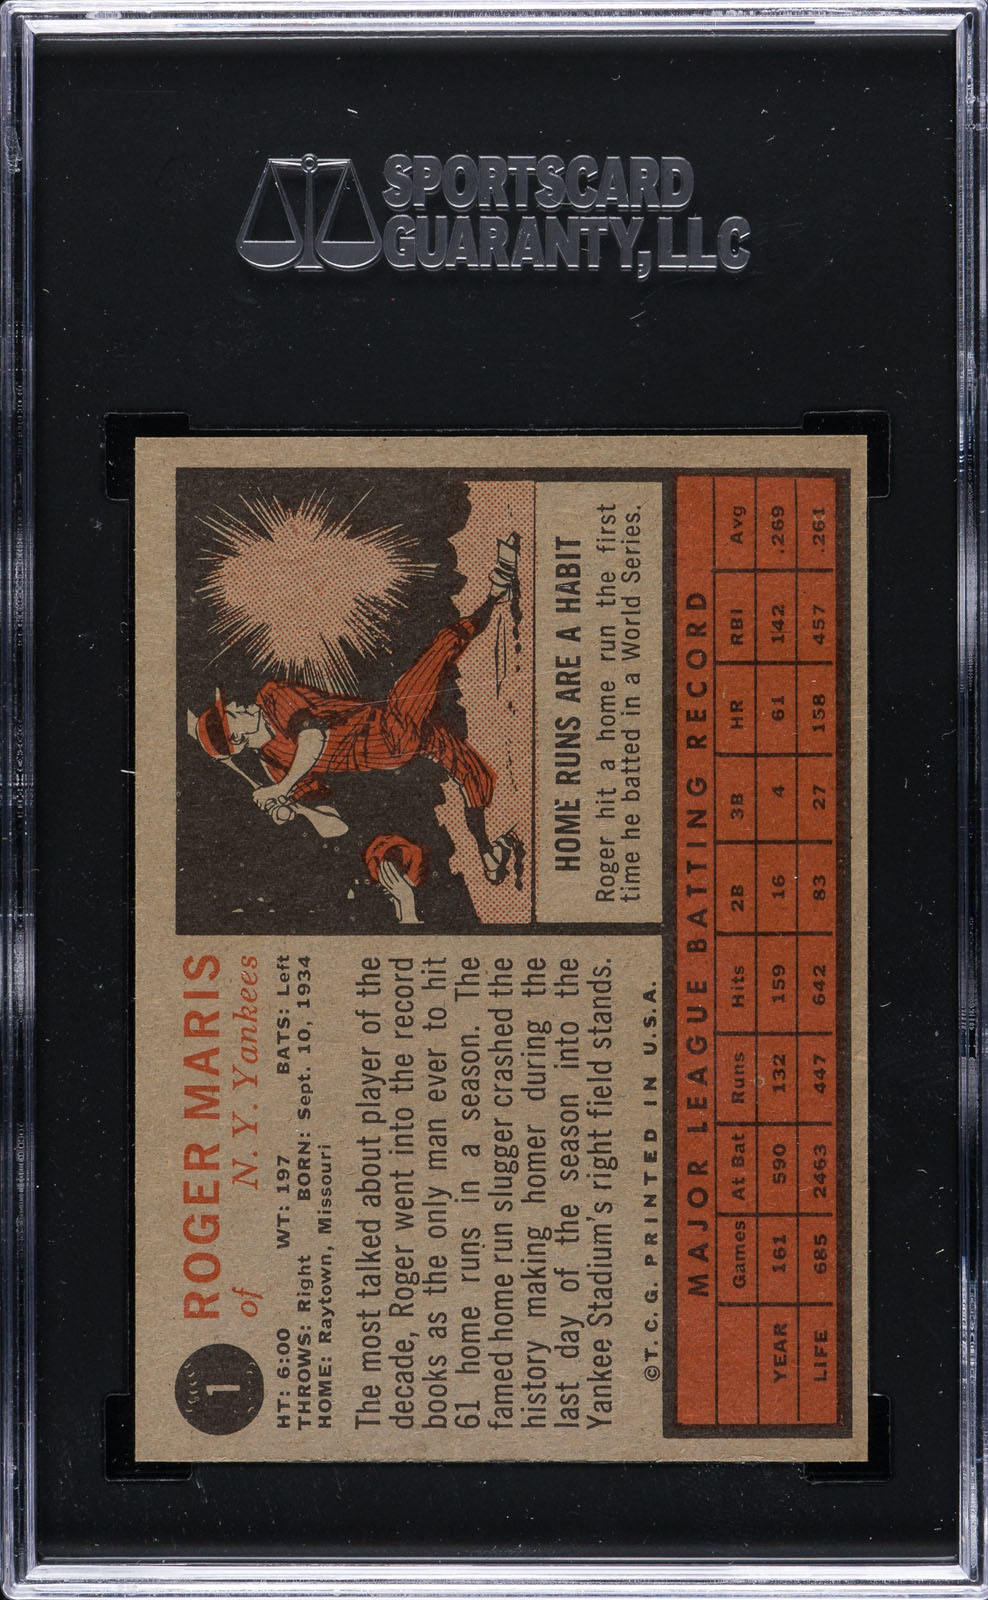 SPORTSCARD
GUARANTY, LLC
1
ROGER MARIS
of N. Y. Yankees
HT: 6:00 WT: 197 BATS: Left
THROWS: Right BORN: Sept. 10, 1934
HOME: Raytown, Missouri
The most talked about player of the
decade, Roger went into the record
books as the only man ever to hit
61 home runs in a season. The
famed home run slugger crashed the
history making homer during the
last day of the season into the
Yankee Stadium's right field stands.
©T. C. G. PRINTED IN U.S.A.
HOME RUNS ARE A HABIT
Roger hit a home run the first
time he batted in a World Series.
MAJOR LEAGUE BATTING RECORD
Games At Bat Runs Hits 2B 3B HR RBI Avg
YEAR 161 590 132 159 16 4 61 142 .269
LIFE 685 2463 447 642 83 27 158 457 .261